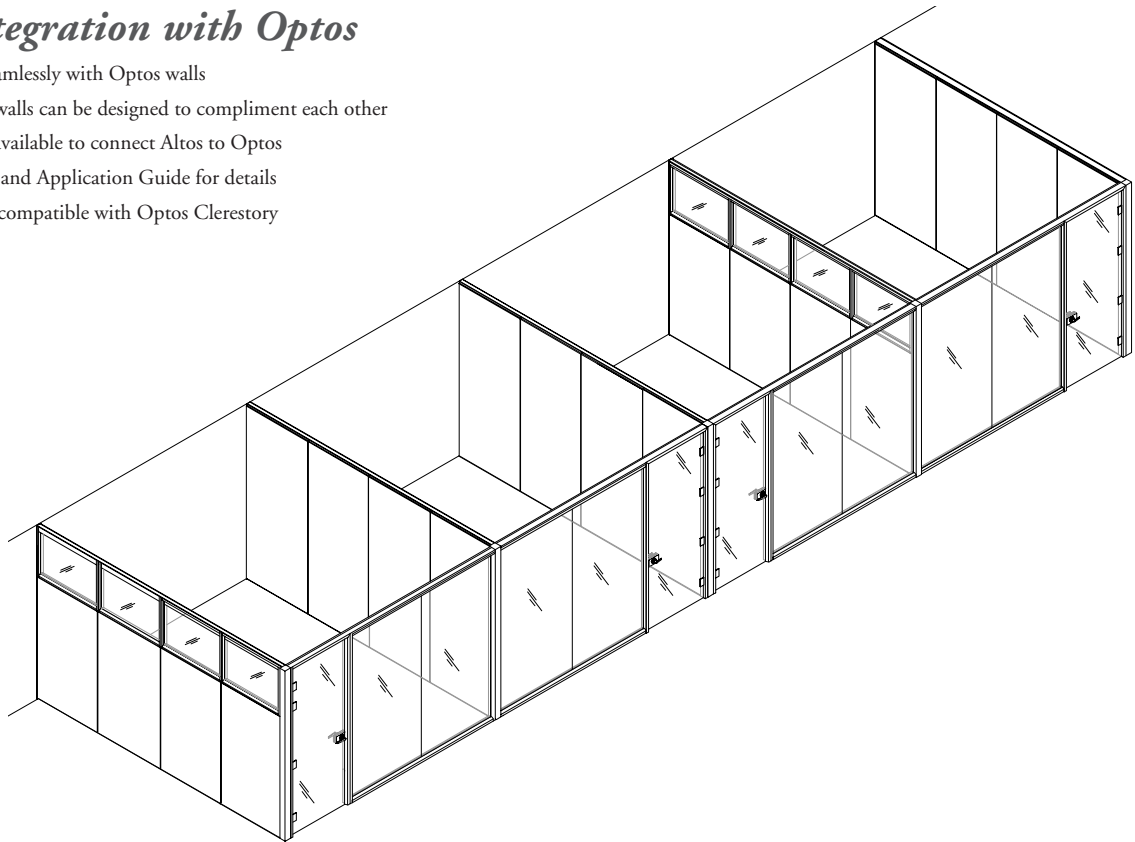 tegration with Optos
amlessly with Optos walls
walls can be designed to compliment each other
vailable to connect Altos to Optos
and Application Guide for details
compatible with Optos Clerestory